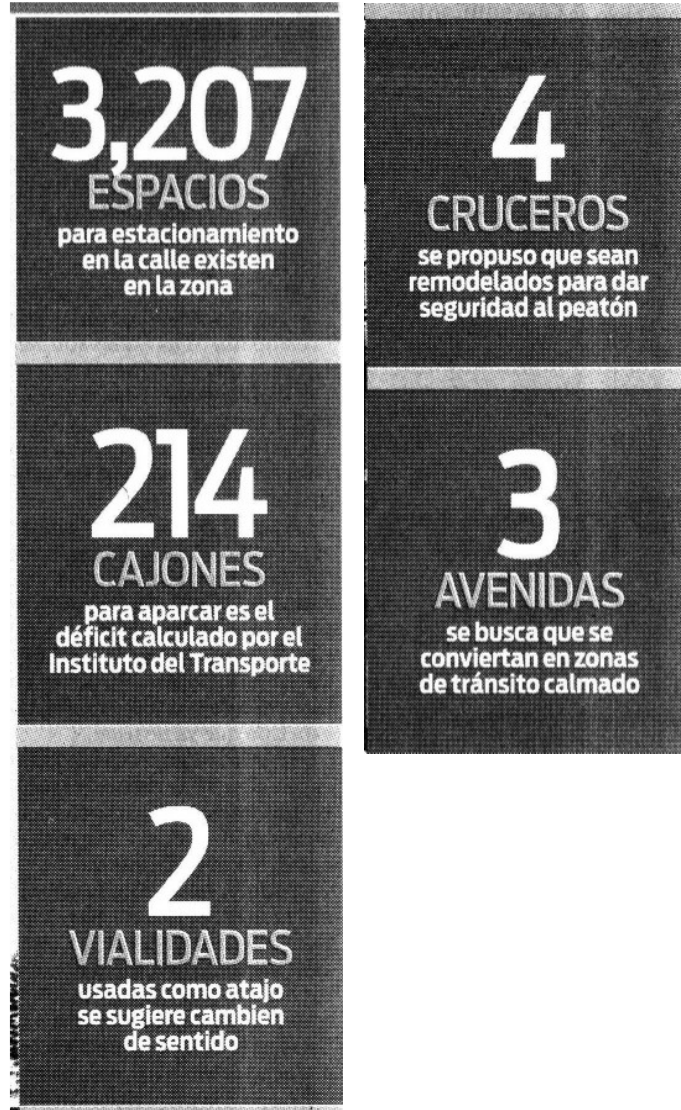 3,207
ESPACIOS
para estacionamiento
en la calle existen
en la zona
214
CAJONES
para aparcar es el
déficit calculado por el
Instituto del Transporte
2
VIALIDADES
usadas como atajo
se sugiere cambien
de sentido
4
CRUCEROS
se propuso que sean
remodelados para dar
seguridad al peatón
3
AVENIDAS
se busca que se
conviertan en zonas
de tránsito calmado